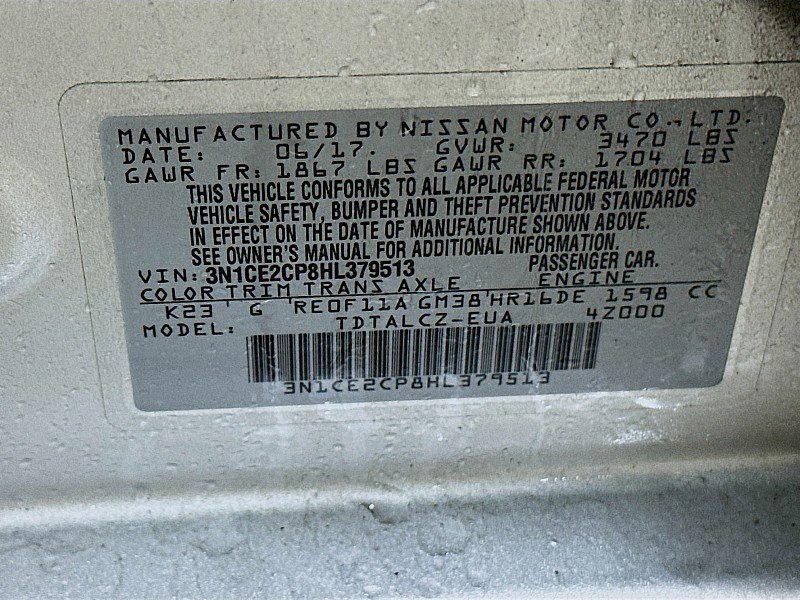 MANUFACTURED BY NISSAN MOTOR CO.,LTD.
DATE: 06/17. GVWR: 3470 LBS
GAWR FR: 1867 LBS GAWR RR: 1704 LBS
THIS VEHICLE CONFORMS TO ALL APPLICABLE FEDERAL MOTOR
VEHICLE SAFETY, BUMPER AND THEFT PREVENTION STANDARDS
IN EFFECT ON THE DATE OF MANUFACTURE SHOWN ABOVE.
SEE OWNER'S MANUAL FOR ADDITIONAL INFORMATION.
VIN: 3N1CE2CP8HL379513 PASSENGER CAR.
COLOR TRIM TRANS AXLE ENGINE
K23 G 'RE0F11A GM38'HR16DE 1598 CC
MODEL: TDTALCZ-EUA 4Z000
3N1CE2CP8HL379513